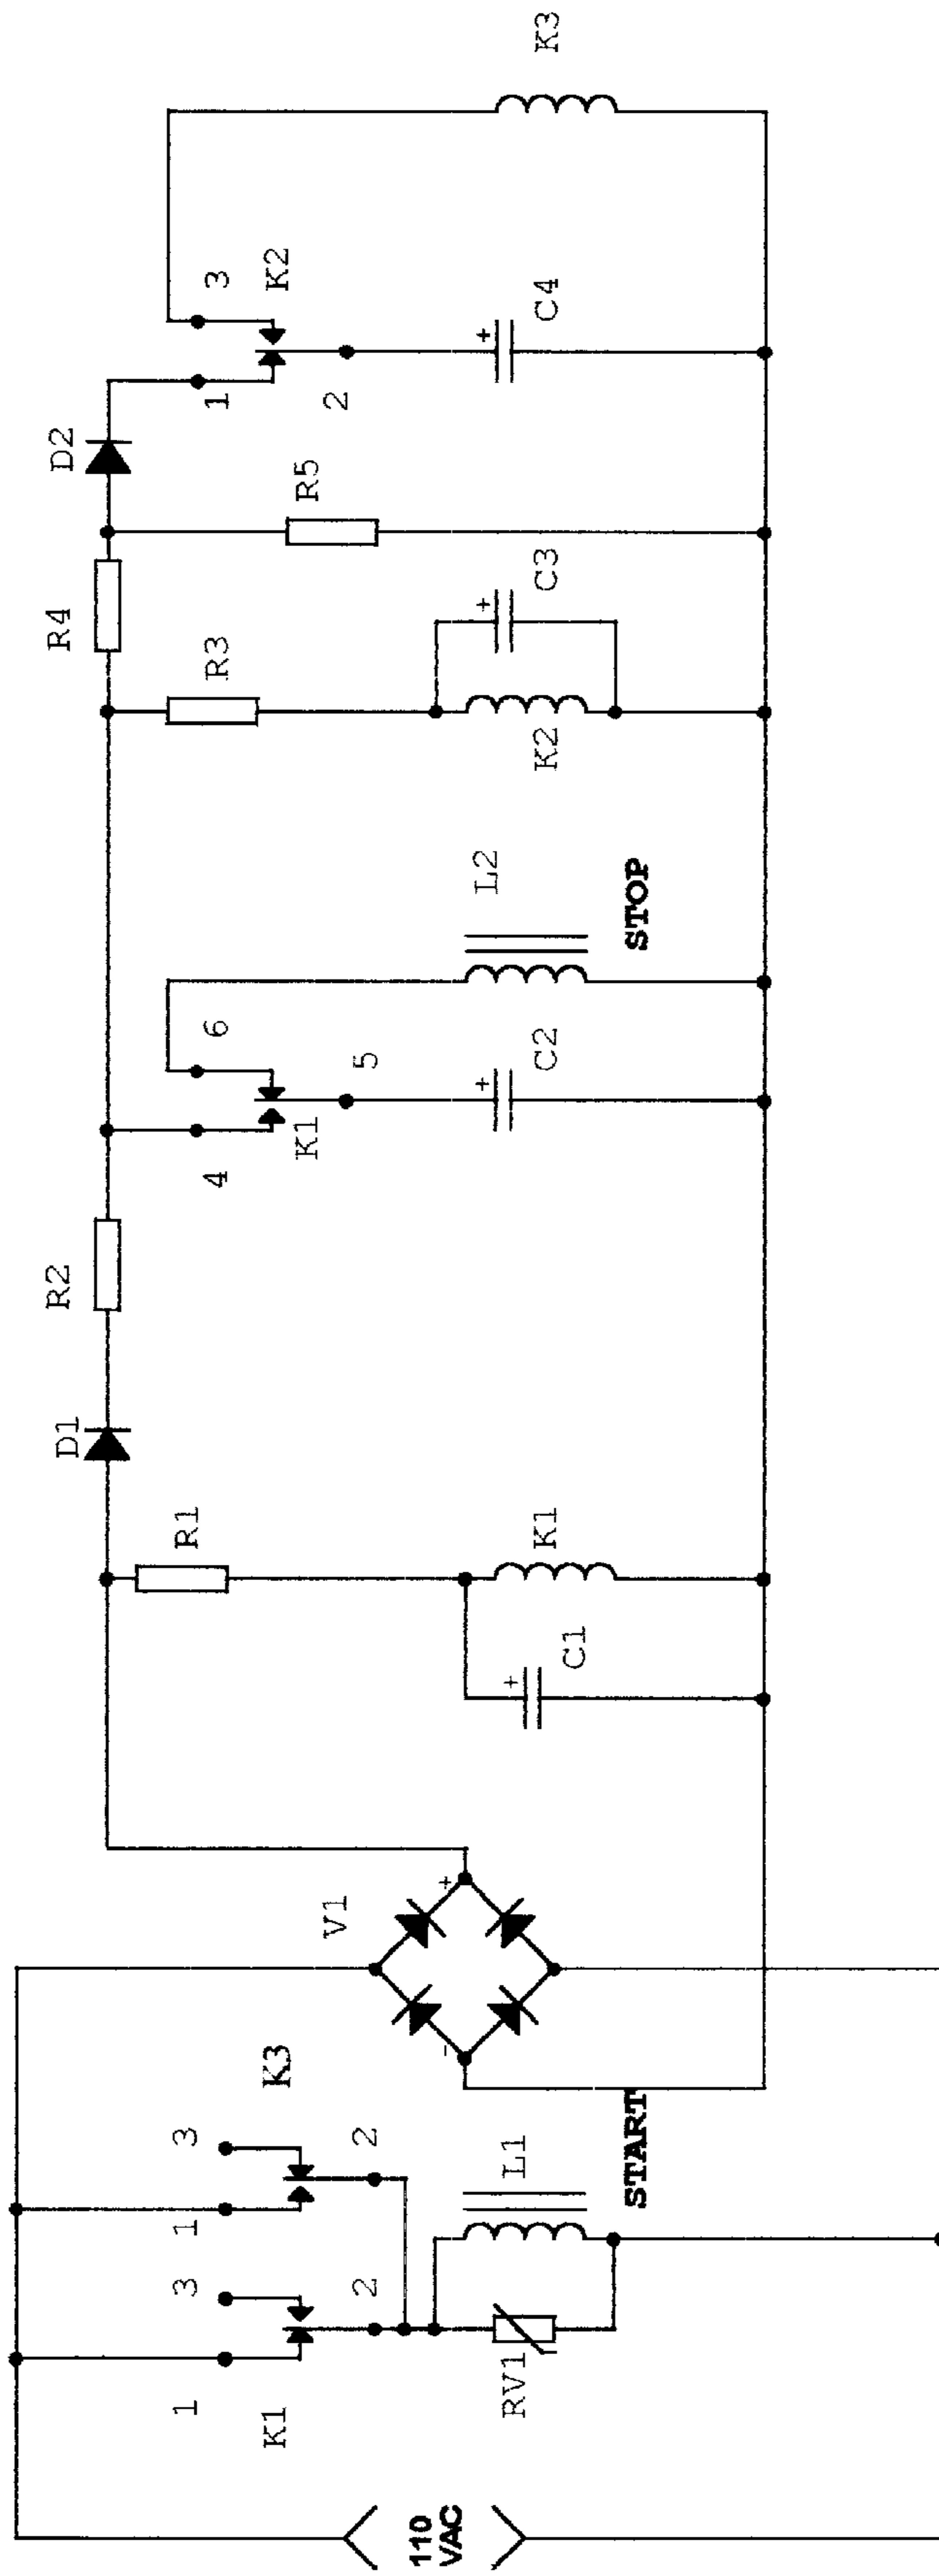 K3
3
K2
1
2
C4
D2
R5
R4
C3
R3
K2
L2
STOP
6
5
C2
4
K1
R2
D1
R1
K1
C1
V1
K3
3
1
2
L1
START
3
2
1
K1
RV1
110
VAC
+
+
+
+
+
-